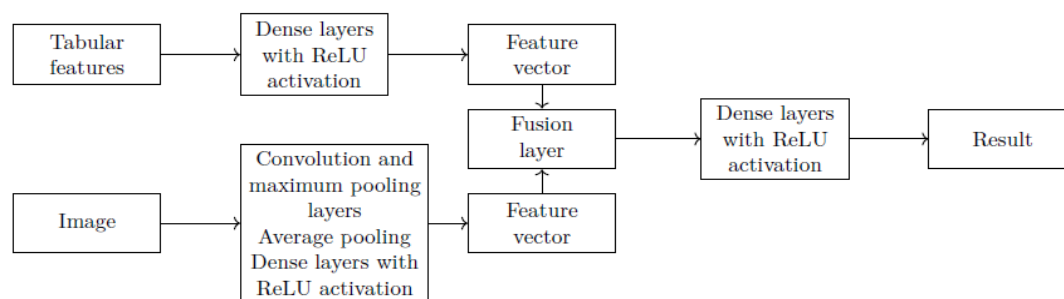 Tabular
features
Dense layers
with ReLU
activation
Feature
vector
Fusion
layer
Dense layers
with ReLU
activation
Result
Image
Convolution and
maximum pooling
layers
Average pooling
Dense layers with
ReLU activation
Feature
vector